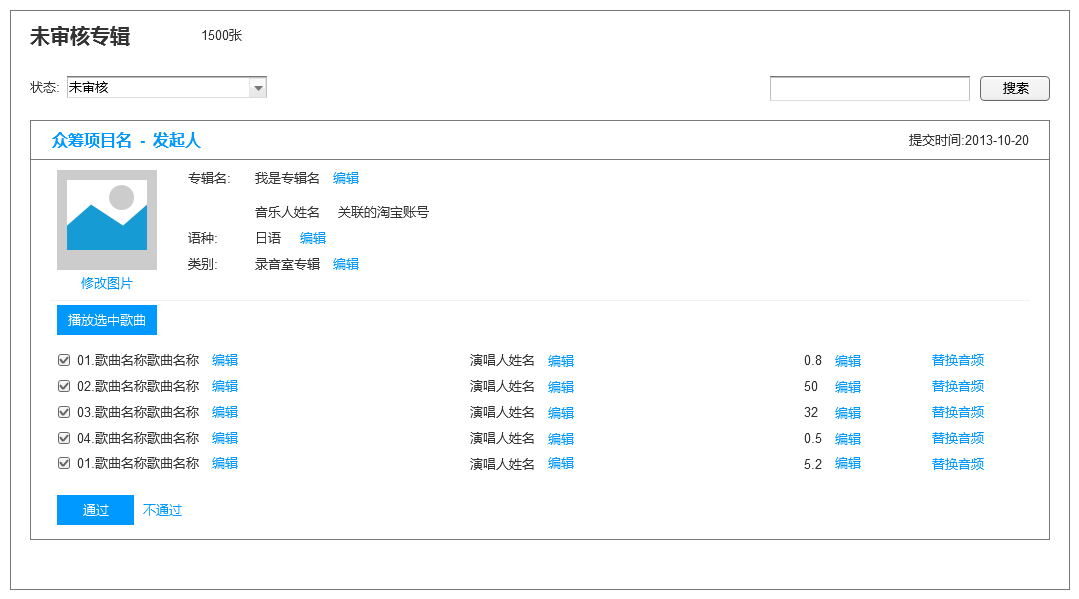 未审核专辑 1500张
状态: 未审核 搜索
众筹项目名 - 发起人 提交时间:2013-10-20
专辑名: 我是专辑名 编辑
音乐人姓名 关联的淘宝账号
语种: 日语 编辑
类别: 录音室专辑 编辑
修改图片
播放选中歌曲
01.歌曲名称歌曲名称 编辑 演唱人姓名 编辑 0.8 编辑 替换音频
02.歌曲名称歌曲名称 编辑 演唱人姓名 编辑 50 编辑 替换音频
03.歌曲名称歌曲名称 编辑 演唱人姓名 编辑 32 编辑 替换音频
04.歌曲名称歌曲名称 编辑 演唱人姓名 编辑 0.5 编辑 替换音频
01.歌曲名称歌曲名称 编辑 演唱人姓名 编辑 5.2 编辑 替换音频
通过 不通过